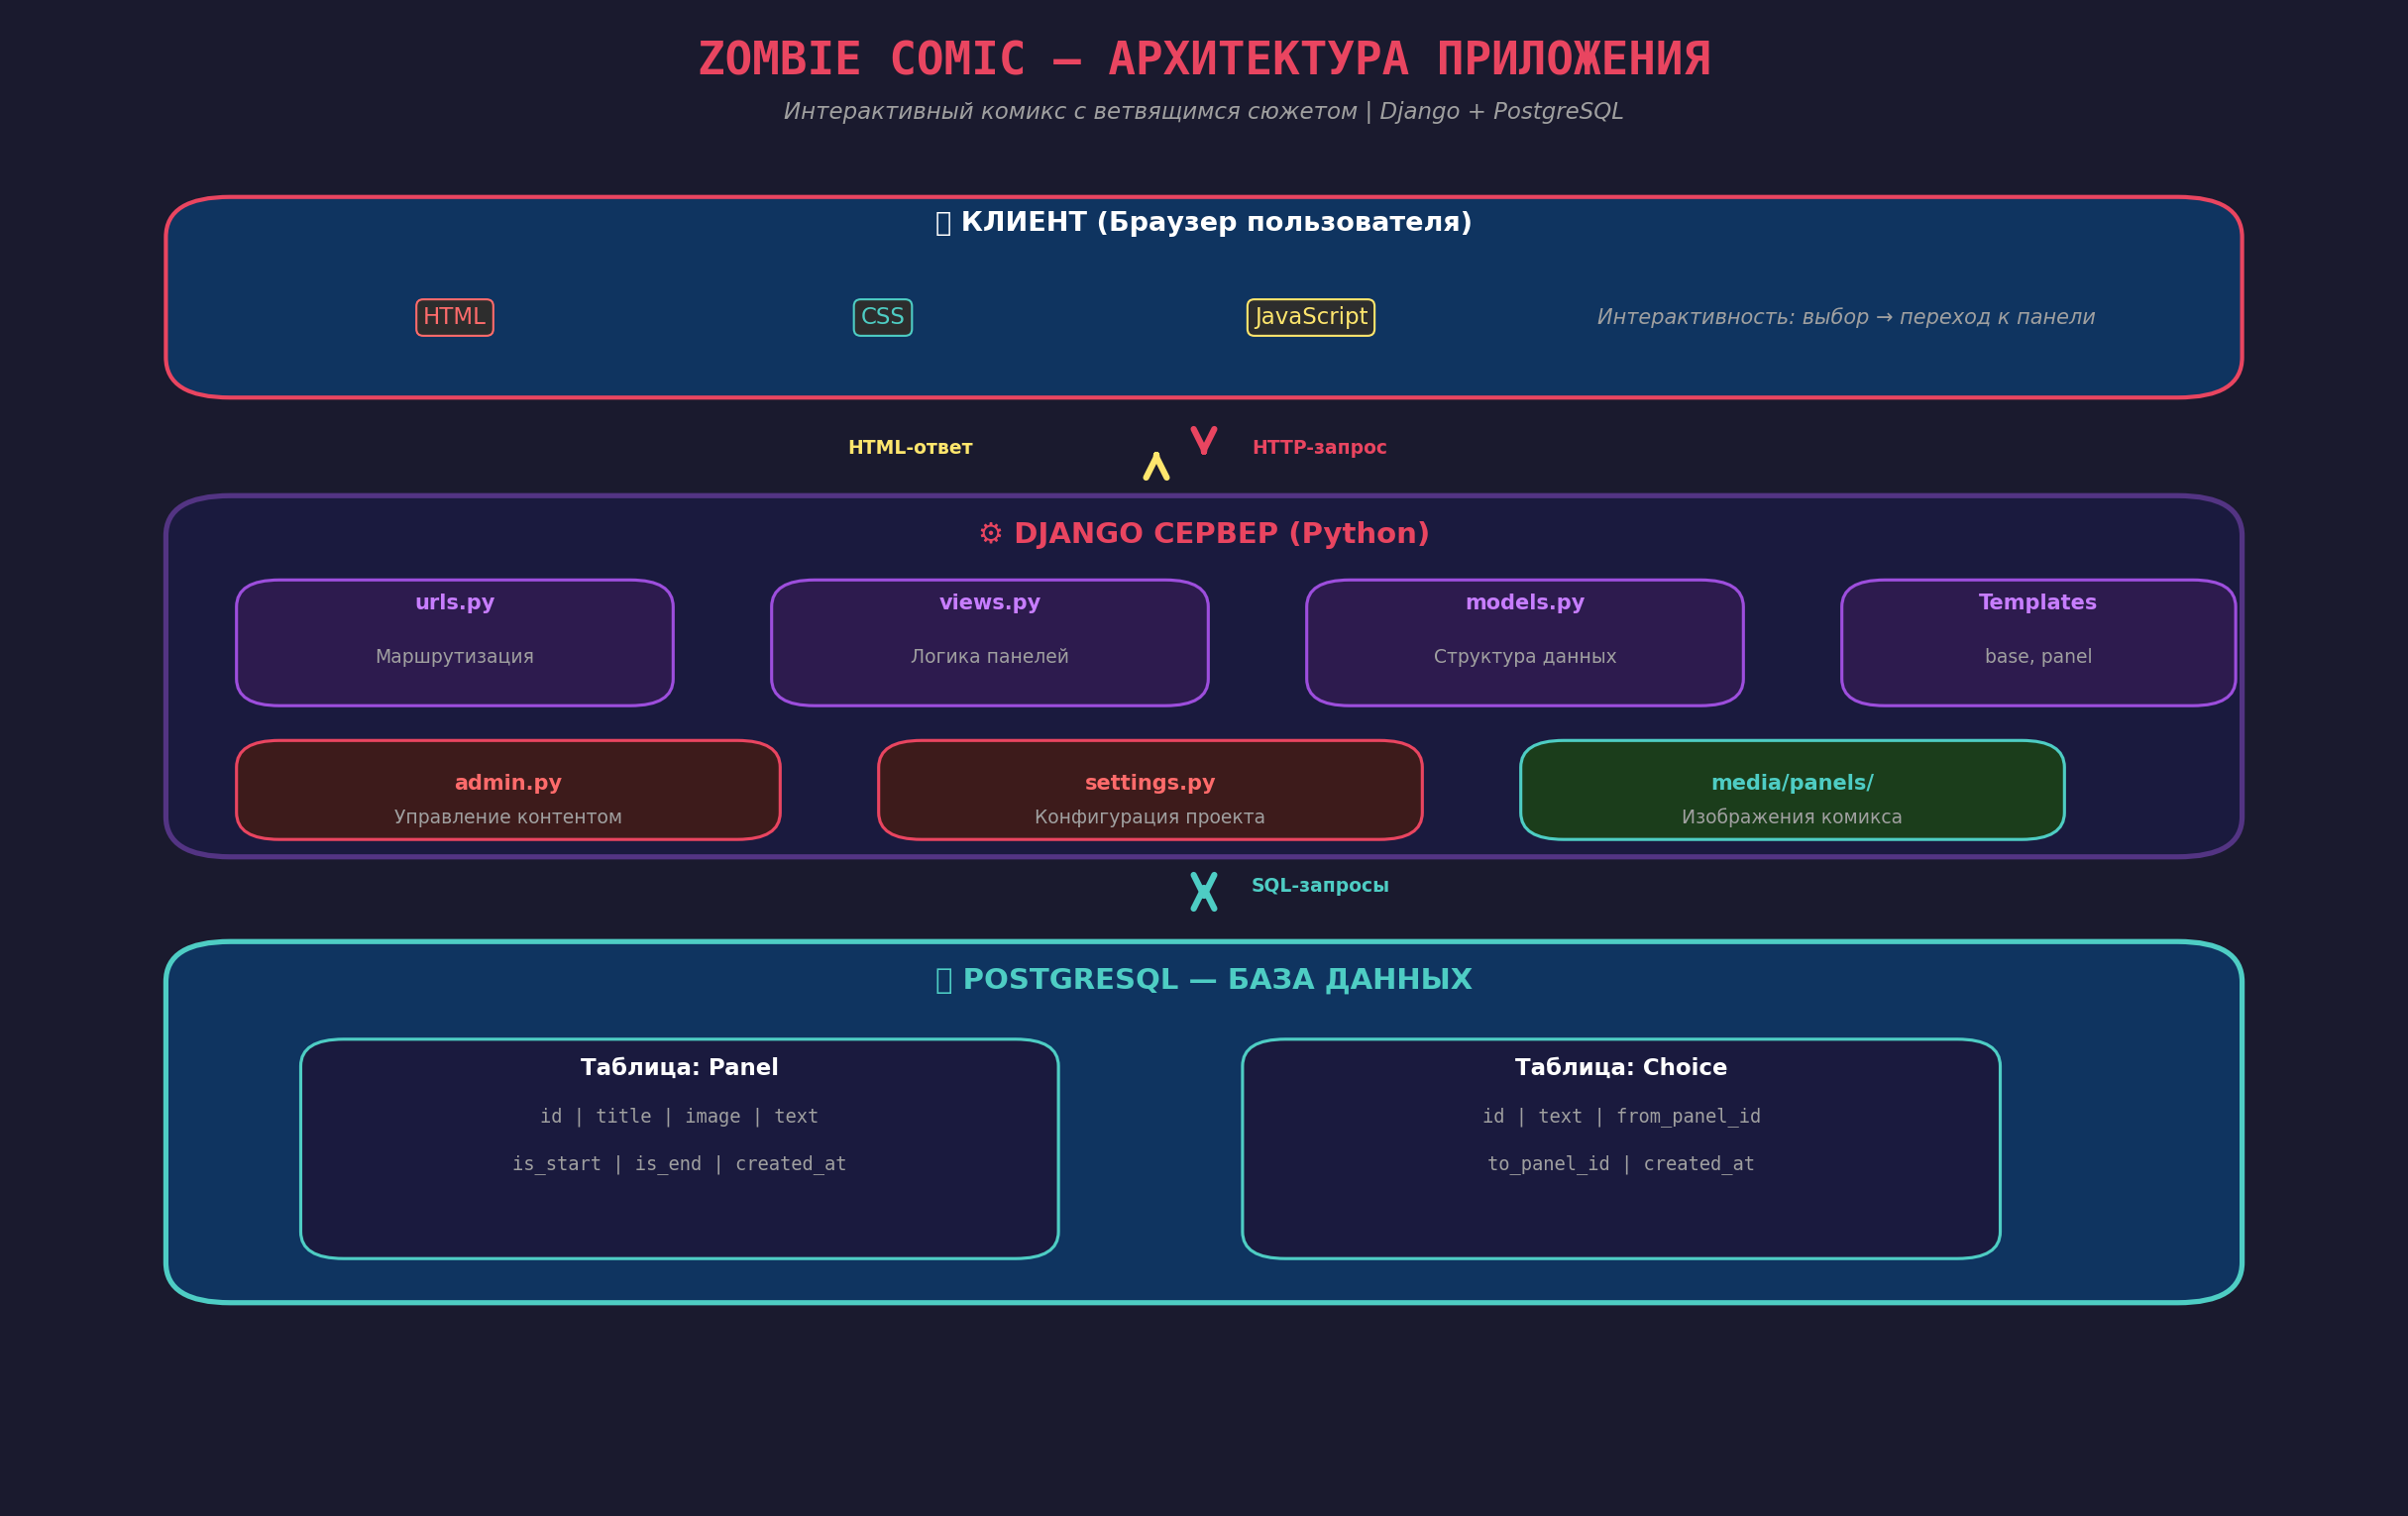 ZOMBIE COMIC — АРХИТЕКТУРА ПРИЛОЖЕНИЯ
Интерактивный комикс с ветвящимся сюжетом | Django + PostgreSQL
КЛИЕНТ (Браузер пользователя)
HTML
CSS
JavaScript
Интерактивность: выбор → переход к панели
HTML-ответ
HTTP-запрос
⚙ DJANGO СЕРВЕР (Python)
urls.py
Маршрутизация
views.py
Логика панелей
models.py
Структура данных
Templates
base, panel
admin.py
Управление контентом
settings.py
Конфигурация проекта
media/panels/
Изображения комикса
SQL-запросы
POSTGRESQL — БАЗА ДАННЫХ
Таблица: Panel
id | title | image | text
is_start | is_end | created_at
Таблица: Choice
id | text | from_panel_id
to_panel_id | created_at